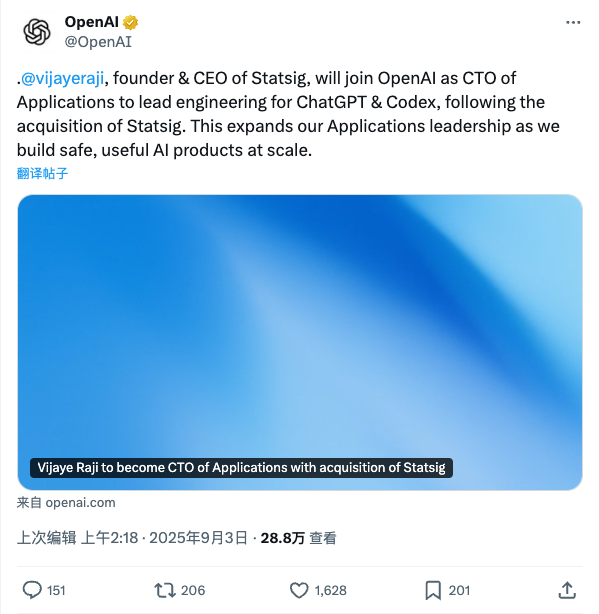 OpenAI
@OpenAI
.@vijayeraji, founder & CEO of Statsig, will join OpenAI as CTO of
Applications to lead engineering for ChatGPT & Codex, following the
acquisition of Statsig. This expands our Applications leadership as we
build safe, useful AI products at scale.
翻译帖子
Vijaye Raji to become CTO of Applications with acquisition of Statsig
来自 openai.com
上次编辑 上午2:18 · 2025年9月3日 · 28.8万 查看
151 206 1,628 201